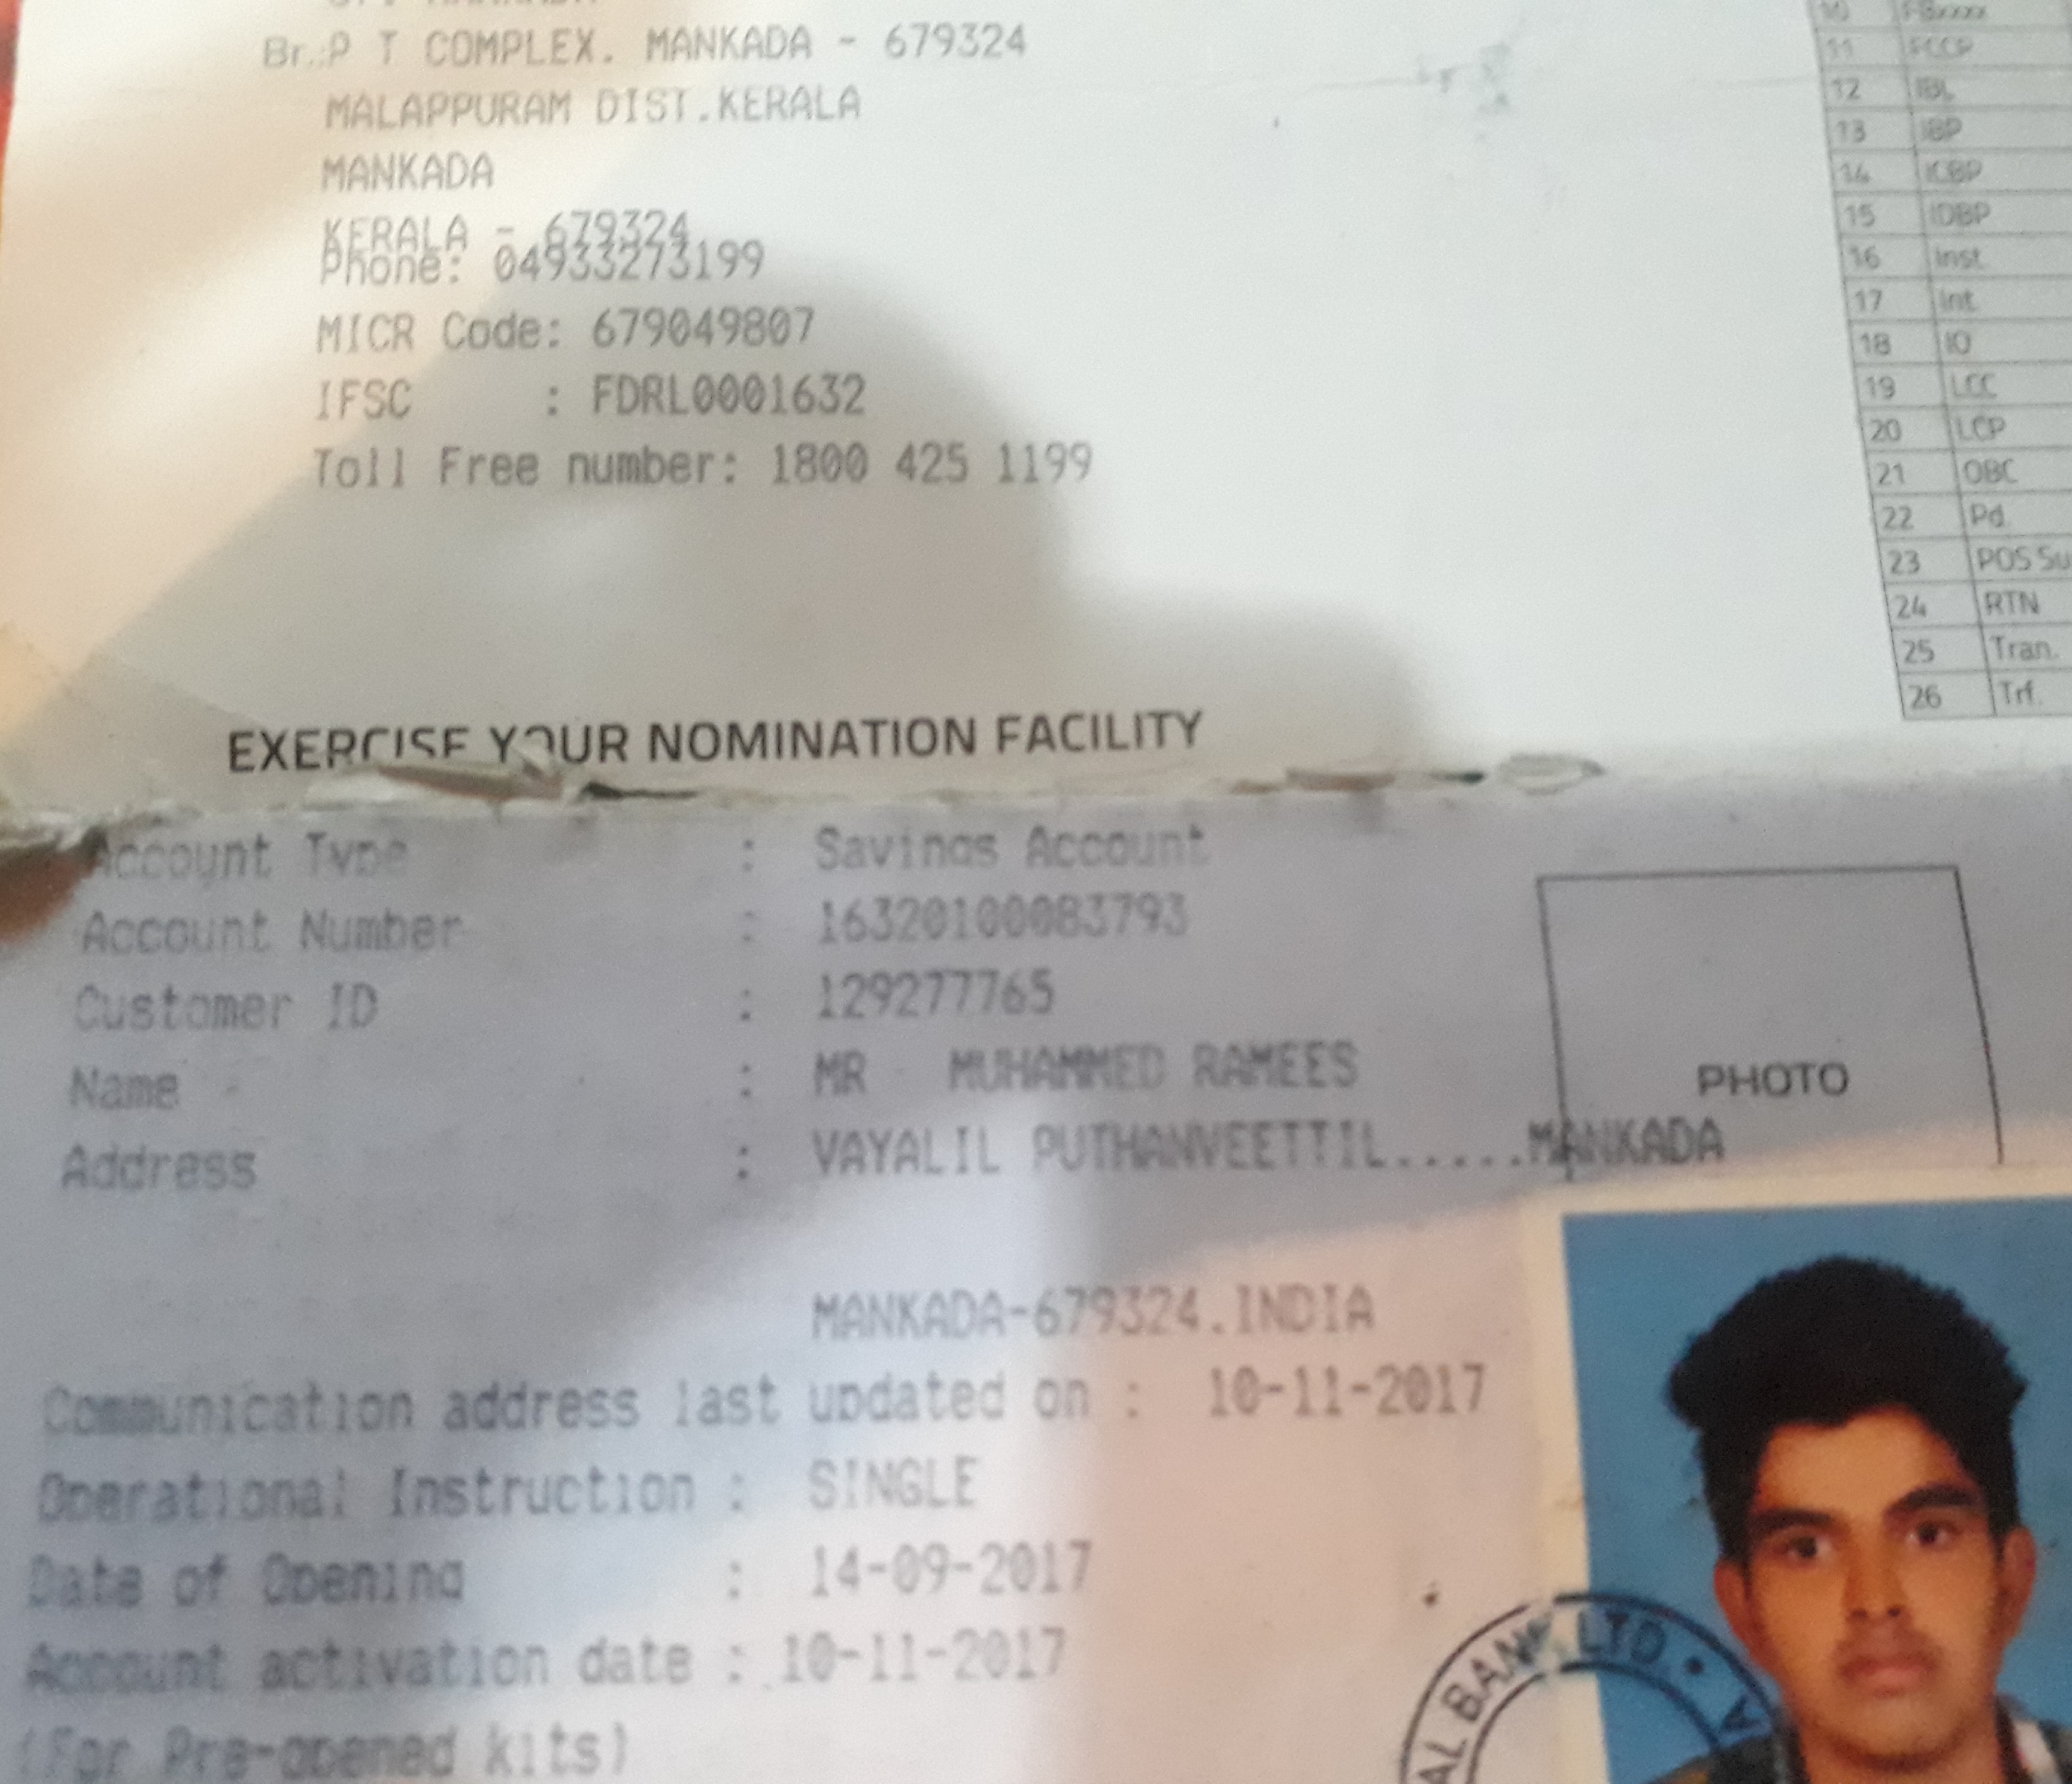 Br.:P T COMPLEX. MANKADA - 679324
MALAPPURAM DIST.KERALA
MANKADA
KERALA - 679324
Phone: 04933273199
MICR Code: 679049807
IFSC : FDRL0001632
Toll Free number: 1800 425 1199
10
11 FCCP
12 IBL
13 IBP
14 ICBP
15 IDBP
16 Inst.
17 Int.
18 IO
19 LCC
20 LCP
21 OBC
22 Pd.
23 POS Su
24 RTN
25 Tran.
26 Trf.
EXERCISE YOUR NOMINATION FACILITY
Account Type : Savings Account
Account Number : 16320100083793
Customer ID : 129277765
Name : MR MUHAMMED RAMEES
PHOTO
Address : VAYALIL PUTHANVEETTIL.....MANKADA
MANKADA-679324.INDIA
Communication address last updated on : 10-11-2017
Operational Instruction : SINGLE
Date of Opening : 14-09-2017
Account activation date : 10-11-2017
(For Pre-opened kits)
AL BANK LTD.